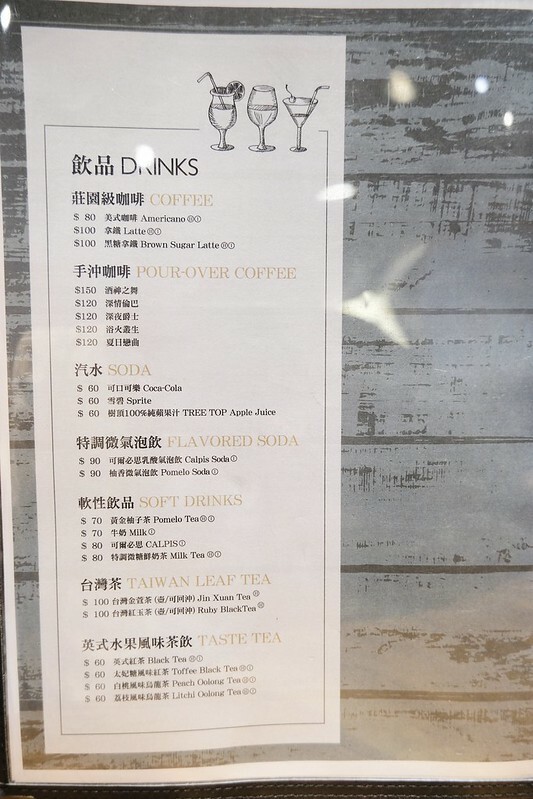 飲品 DRINKS
莊園級咖啡 COFFEE
$ 80 美式咖啡 Americano ⒽⒾ
$100 拿鐵 Latte ⒽⒾ
$100 黑糖拿鐵 Brown Sugar Latte ⒽⒾ
手沖咖啡 POUR-OVER COFFEE
$150 酒神之舞
$120 深情倫巴
$120 深夜爵士
$120 浴火叢生
$120 夏日戀曲
汽水 SODA
$ 60 可口可樂 Coca-Cola
$ 60 雪碧 Sprite
$ 60 樹頂100%純蘋果汁 TREE TOP Apple Juice
特調微氣泡飲 FLAVORED SODA
$ 90 可爾必思乳酸氣泡飲 Calpis Soda Ⓘ
$ 90 柚香微氣泡飲 Pomelo Soda Ⓘ
軟性飲品 SOFT DRINKS
$ 70 黃金柚子茶 Pomelo Tea ⒽⒾ
$ 70 牛奶 Milk Ⓘ
$ 80 可爾必思 CALPIS Ⓘ
$ 80 特調微糖鮮奶茶 Milk Tea ⒽⒾ
台灣茶 TAIWAN LEAF TEA
$ 100 台灣金萱茶 (壺/可回沖) Jin Xuan Tea Ⓗ
$ 100 台灣紅玉茶 (壺/可回沖) Ruby BlackTea Ⓗ
英式水果風味茶飲 TASTE TEA
$ 60 英式紅茶 Black Tea ⒽⒾ
$ 60 太妃糖風味紅茶 Toffee Black Tea ⒽⒾ
$ 60 白桃風味烏龍茶 Peach Oolong Tea ⒽⒾ
$ 60 荔枝風味烏龍茶 Litchi Oolong Tea ⒽⒾ